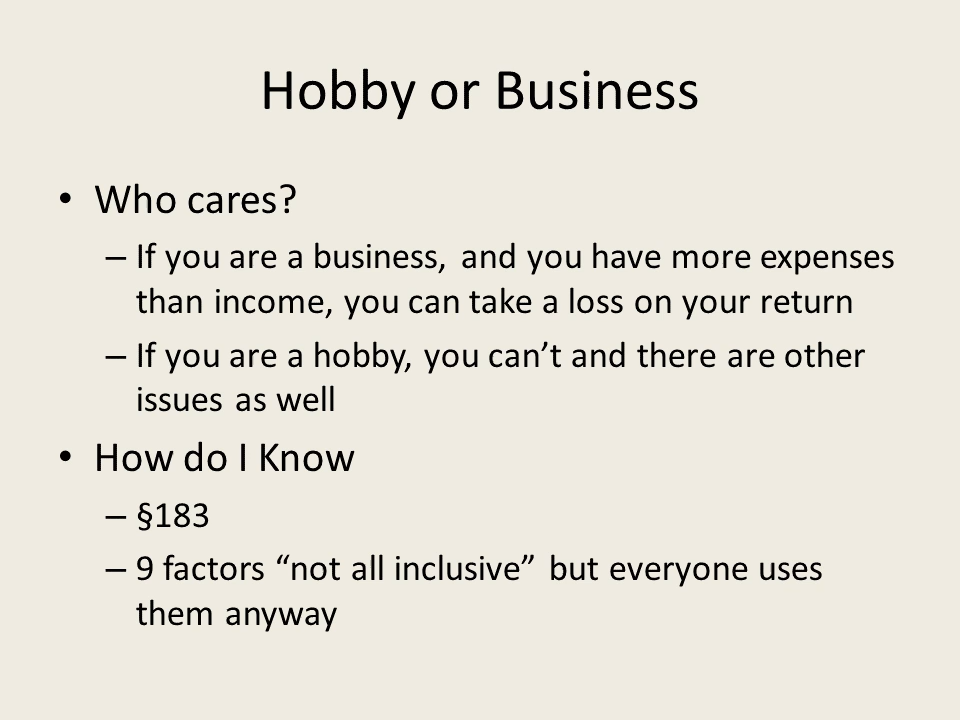 Hobby or Business
• Who cares?
– If you are a business, and you have more expenses
than income, you can take a loss on your return
– If you are a hobby, you can’t and there are other
issues as well
• How do I Know
– §183
– 9 factors “not all inclusive” but everyone uses
them anyway